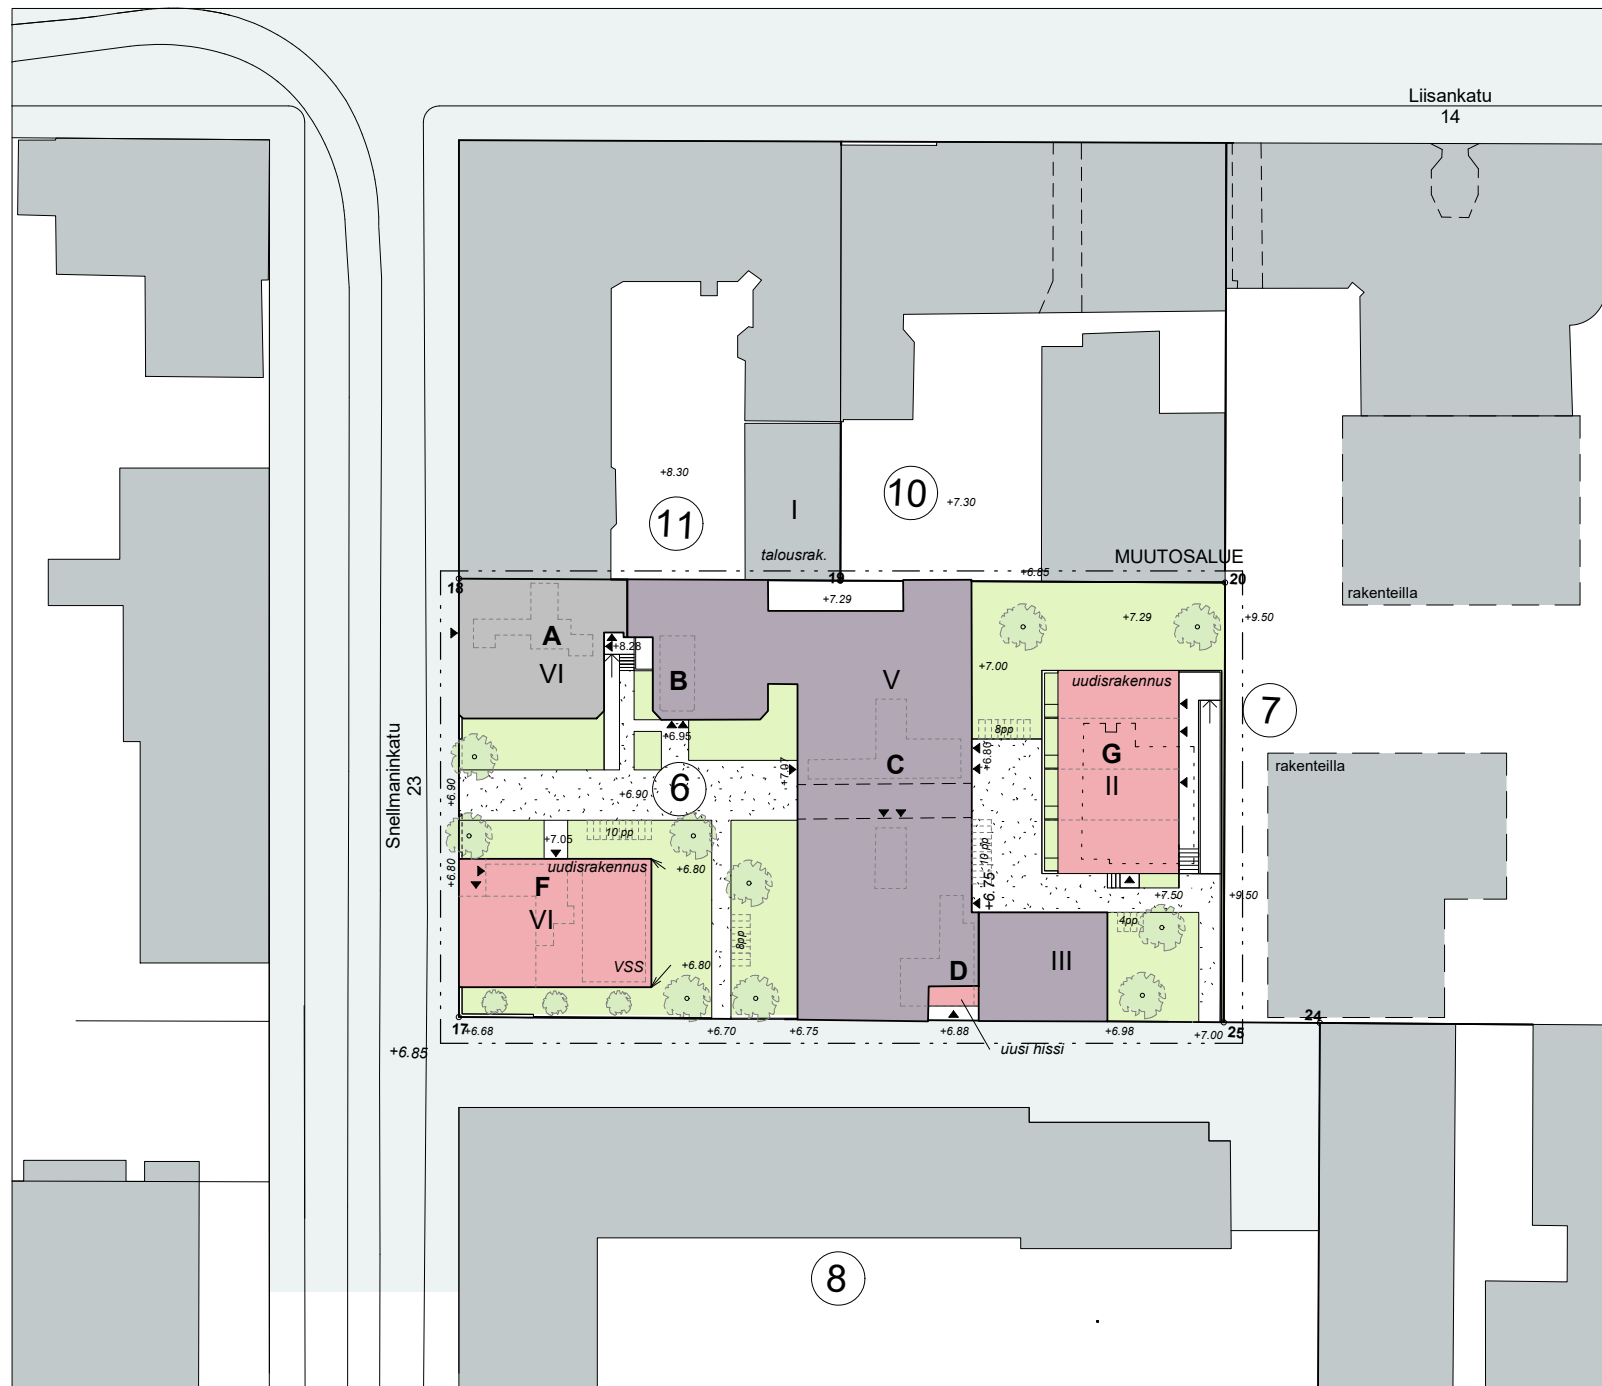 Liisankatu
14
+8.30
11
I
talousrak.
10
+7.30
MUUTOSALUE
+6.85
rakenteilla
18
19
20
+7.29
+7.29
+9.50
A
VI
+8.28
B
V
+7.00
uudisrakennus
7
8pp
+6.95
+7.07
C
+6.80
G
II
rakenteilla
Snellmaninkatu
23
+6.90
+6.90
6
10 pp
+7.05
uudisrakennus
+6.80
+6.80
F
VI
10 pp
+6.75
+7.50
+9.50
8pp
4pp
VSS
+6.80
D
III
17
+6.68
+6.70
+6.75
+6.88
+6.98
+7.00
25
24
+6.85
uusi hissi
8